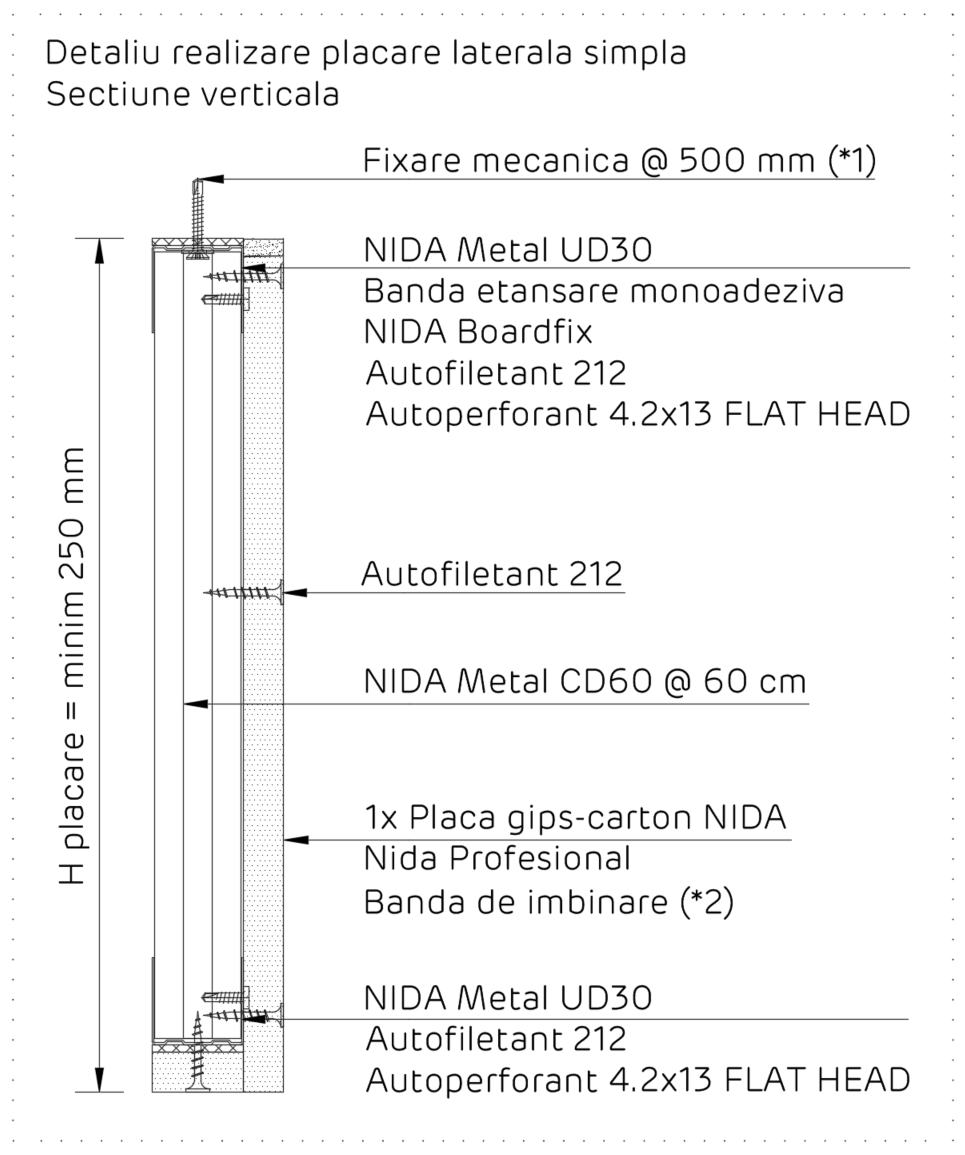 Detaliu realizare placare laterala simpla
Sectiune verticala
Fixare mecanica @ 500 mm (*1)
NIDA Metal UD30
Banda etansare monoadeziva
NIDA Boardfix
Autofiletant 212
Autoperforant 4.2x13 FLAT HEAD
H placare = minim 250 mm
Autofiletant 212
NIDA Metal CD60 @ 60 cm
1x Placa gips-carton NIDA
Nida Profesional
Banda de imbinare (*2)
NIDA Metal UD30
Autofiletant 212
Autoperforant 4.2x13 FLAT HEAD